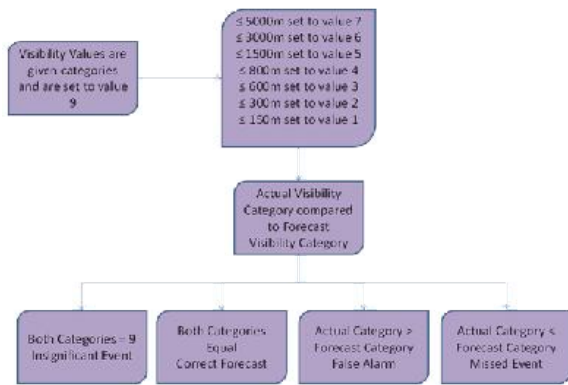 Visibility Values are
given categories
and are set to value
9
≤ 5000m set to value 7
≤ 3000m set to value 6
≤ 1500m set to value 5
≤ 800m set to value 4
≤ 600m set to value 3
≤ 300m set to value 2
≤ 150m set to value 1
Actual Visibility
Category compared
to Forecast
Visibility Category
Both Categories = 9
Insignificant Event
Both Categories
Equal
Correct Forecast
Actual Category >
Forecast Category
False Alarm
Actual Category <
Forecast Category
Missed Event